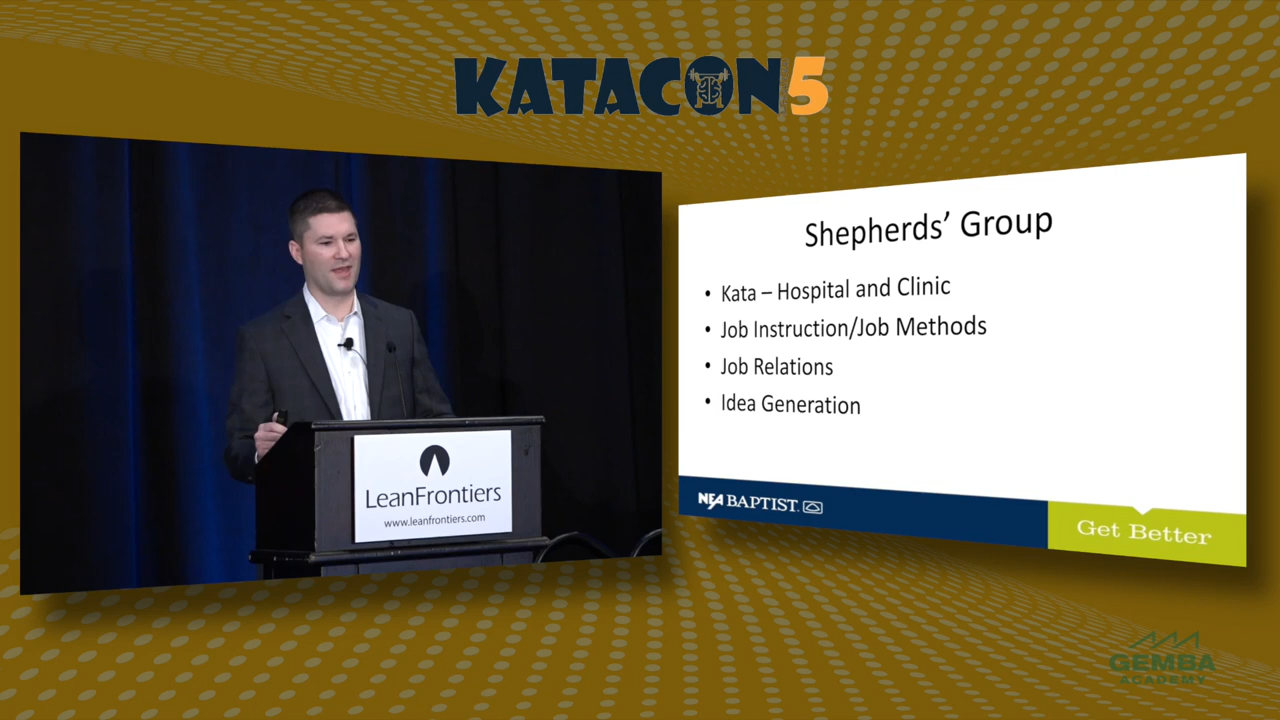 KATACON5
LeanFrontiers
www.leanfrontiers.com
Shepherds’ Group
• Kata – Hospital and Clinic
• Job Instruction/Job Methods
• Job Relations
• Idea Generation
NEA BAPTIST.
Get Better
GEMBA
ACADEMY